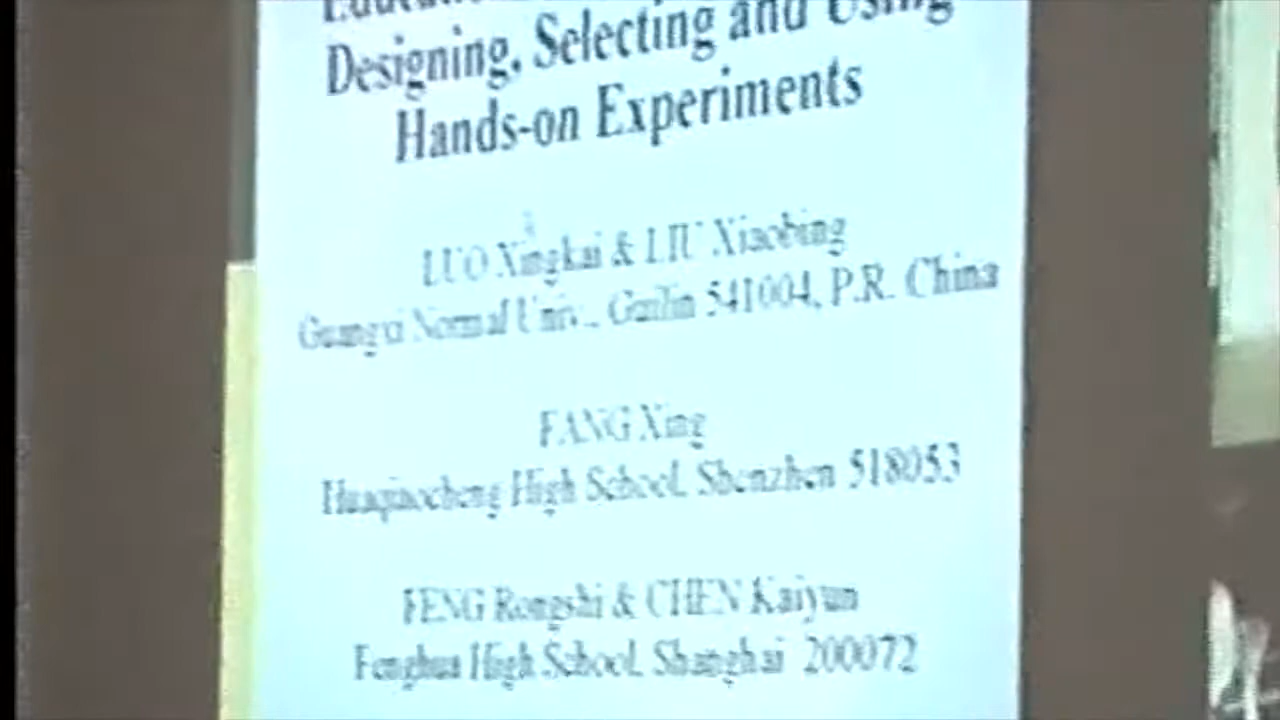 Designing, Selecting and Using
Hands-on Experiments
LUO Xingkai & LIU Xiaobing
Guangxi Normal Univ., Guilin 541004, P.R. China
FANG Xing
Huaqiaocheng High School, Shenzhen 518053
FENG Rongshi & CHEN Kaiyun
Fenghua High School, Shanghai 200072